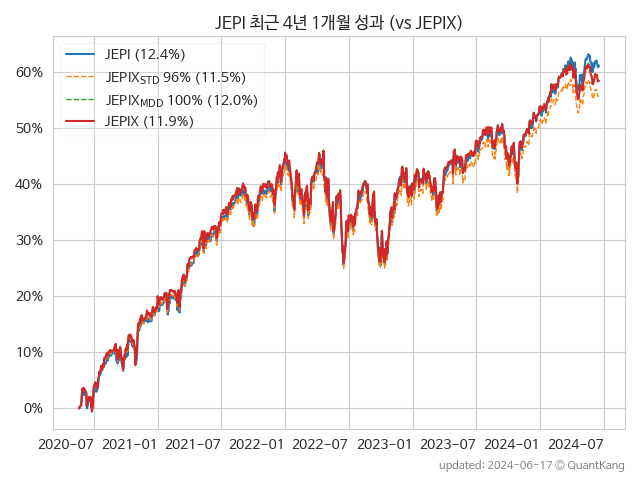 JEPI 최근 4년 1개월 성과 (vs JEPIX)
JEPI (12.4%)
JEPIX_STD 96% (11.5%)
JEPIX_MDD 100% (12.0%)
JEPIX (11.9%)
60%
50%
40%
30%
20%
10%
0%
2020-07 2021-01 2021-07 2022-01 2022-07 2023-01 2023-07 2024-01 2024-07
updated: 2024-06-17 © QuantKang